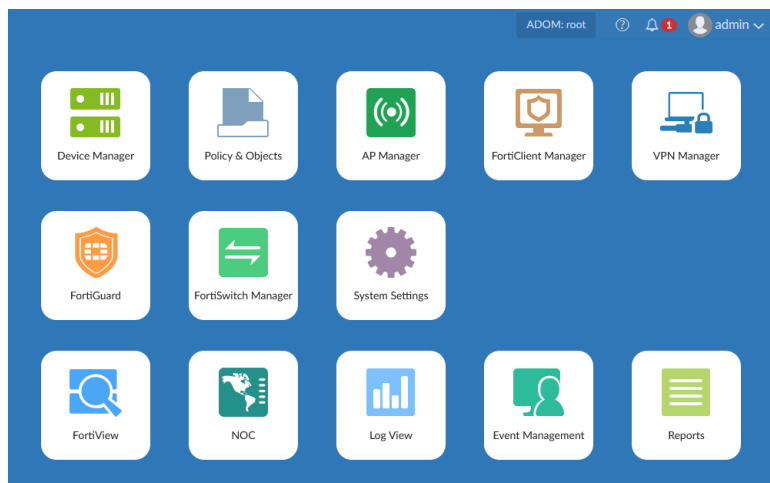 ADOM: root 1 admin
Device Manager Policy & Objects AP Manager FortiClient Manager VPN Manager
FortiGuard FortiSwitch Manager System Settings
FortiView NOC Log View Event Management Reports